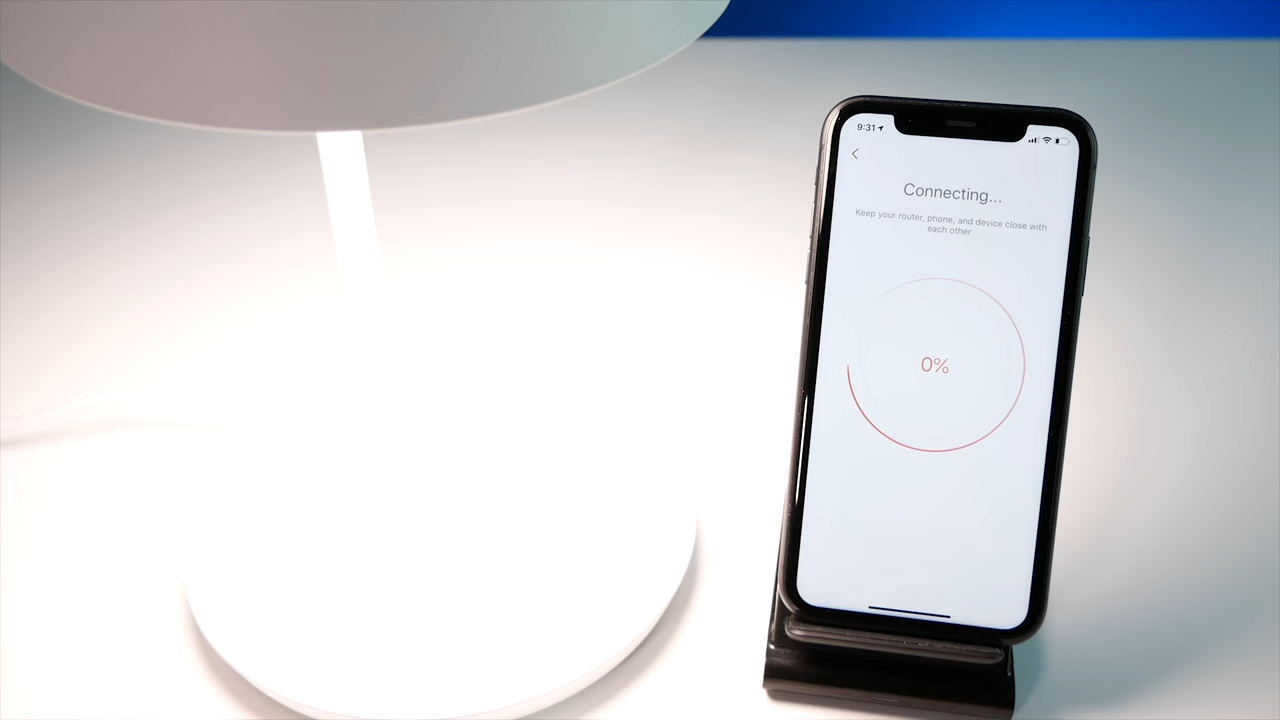 9:31
Connecting...
Keep your router, phone, and device close with
each other
0%